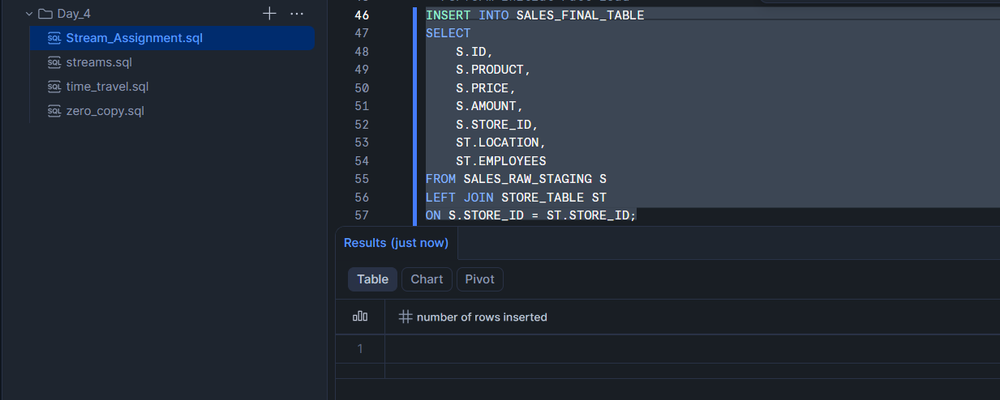 Day_4
Stream_Assignment.sql
streams.sql
time_travel.sql
zero_copy.sql
46 INSERT INTO SALES_FINAL_TABLE
47 SELECT
48 S.ID,
49 S.PRODUCT,
50 S.PRICE,
51 S.AMOUNT,
52 S.STORE_ID,
53 ST.LOCATION,
54 ST.EMPLOYEES
55 FROM SALES_RAW_STAGING S
56 LEFT JOIN STORE_TABLE ST
57 ON S.STORE_ID = ST.STORE_ID;
Results (just now)
Table Chart Pivot
number of rows inserted
1